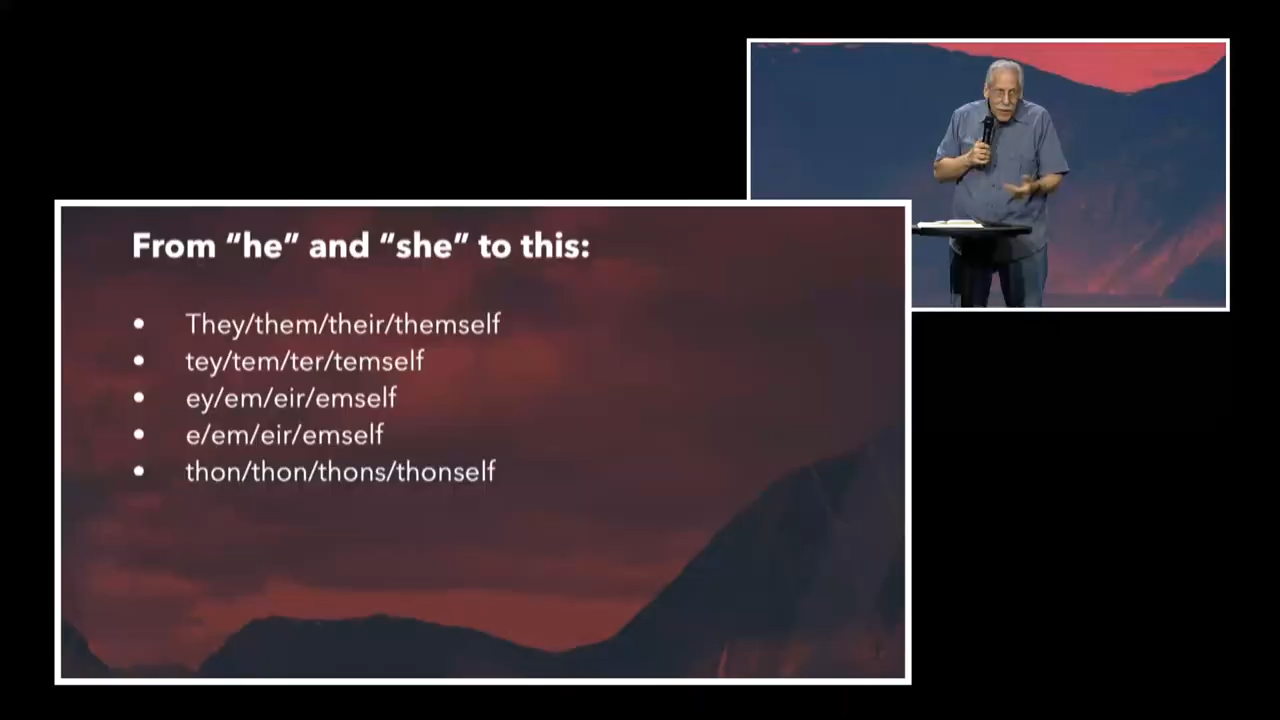 From “he” and “she” to this:
• They/them/their/themself
• tey/tem/ter/temself
• ey/em/eir/emself
• e/em/eir/emself
• thon/thon/thons/thonself